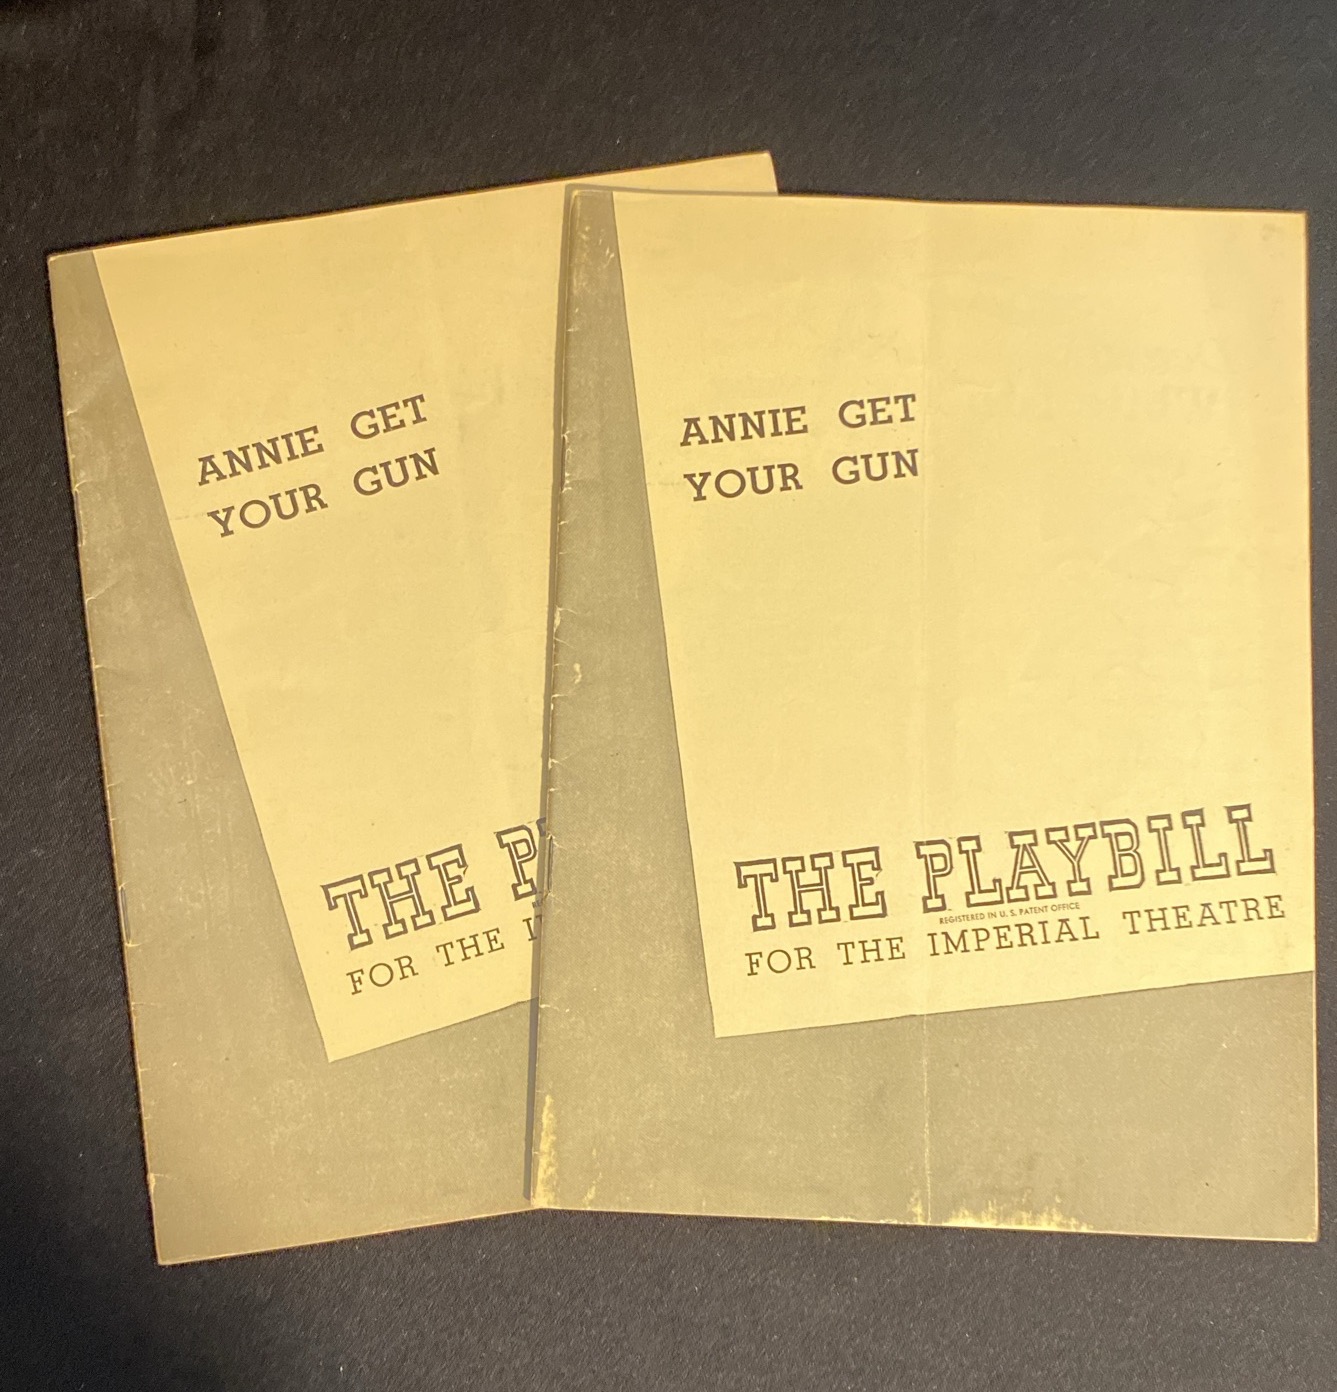 ANNIE GET
YOUR GUN
THE P
FOR THE I
ANNIE GET
YOUR GUN
THE PLAYBILL
REGISTERED IN U. S. PATENT OFFICE
FOR THE IMPERIAL THEATRE